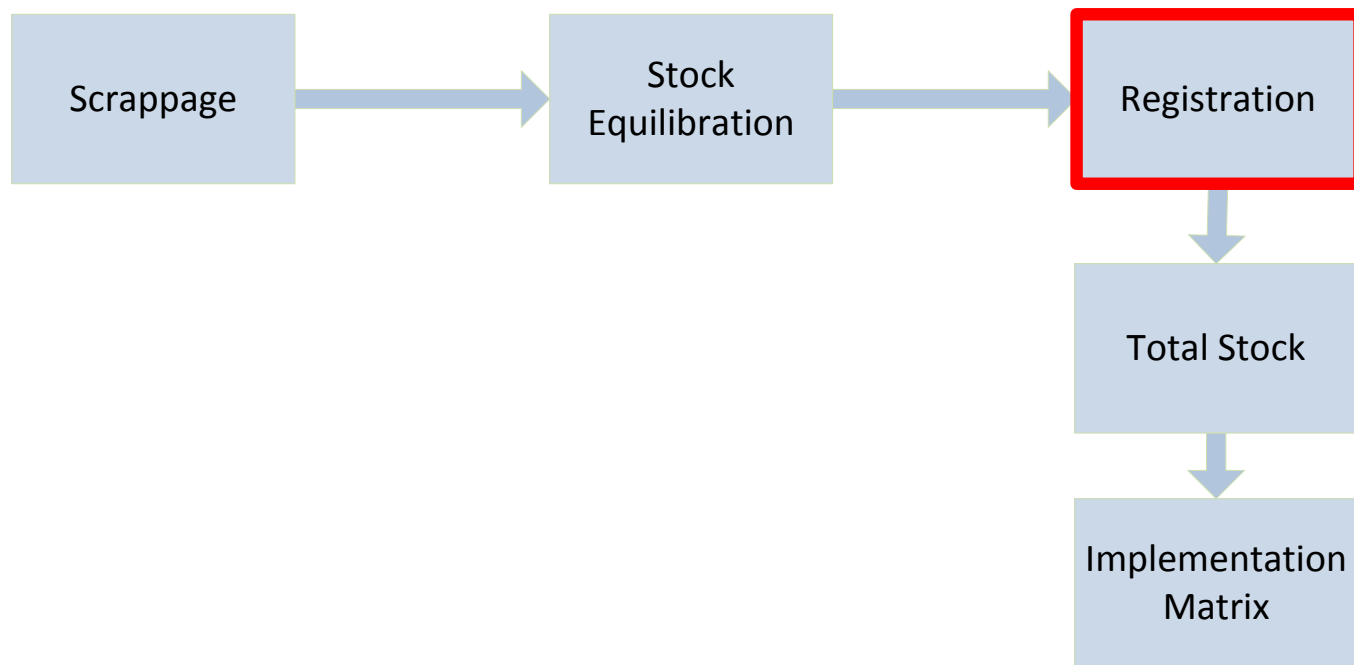 Scrappage
Stock
Equilibration
Registration
Total Stock
Implementation
Matrix